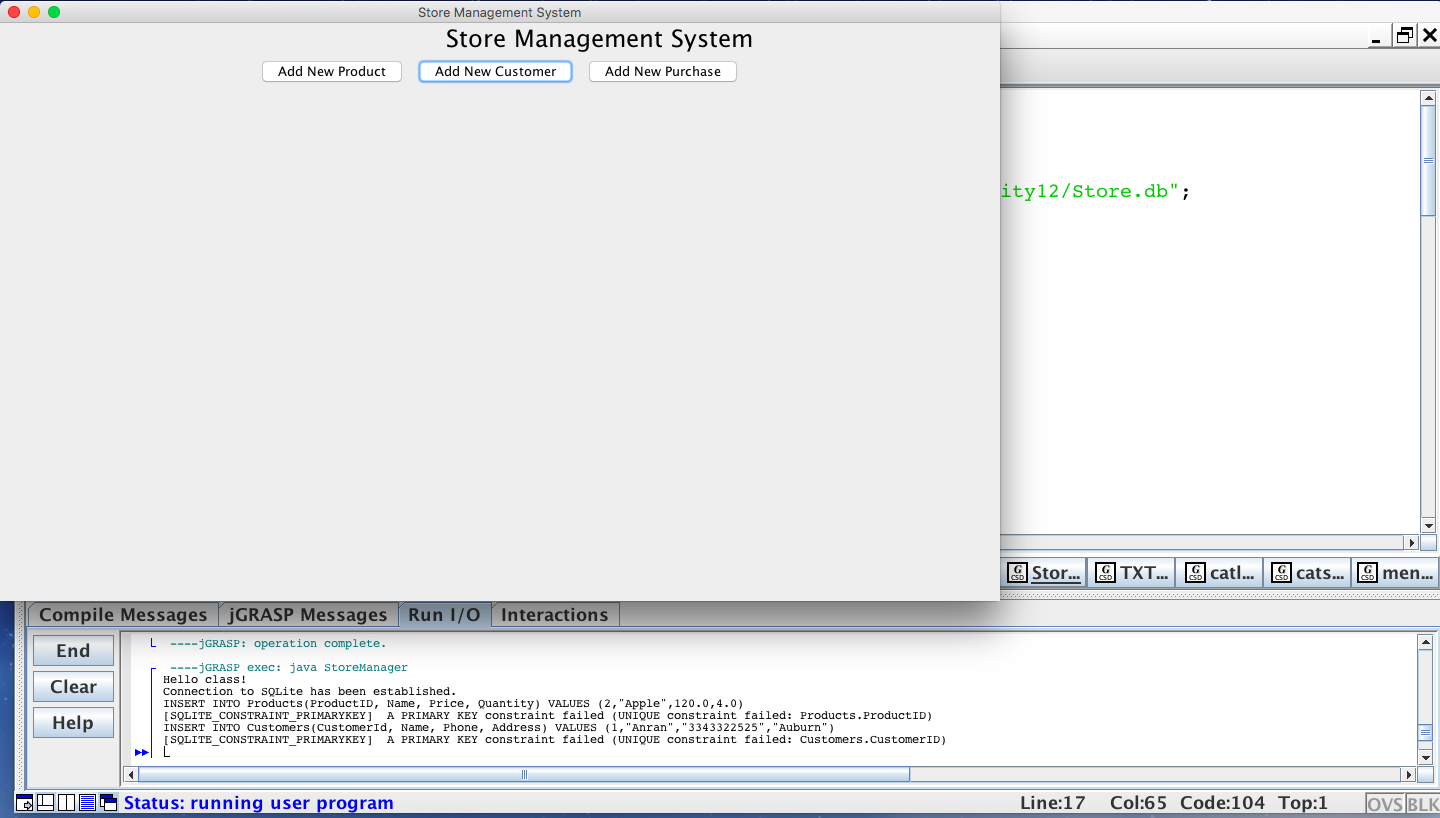 Store Management System
Store Management System
Add New Product Add New Customer Add New Purchase
ity12/Store.db";
G CSD Stor... G CSD TXT... G CSD catl... G CSD cats... G CSD men...
Compile Messages jGRASP Messages Run I/O Interactions
End
Clear
Help
----jGRASP: operation complete.
----jGRASP exec: java StoreManager
Hello class!
Connection to SQLite has been established.
INSERT INTO Products(ProductID, Name, Price, Quantity) VALUES (2,"Apple",120.0,4.0)
[SQLITE_CONSTRAINT_PRIMARYKEY]  A PRIMARY KEY constraint failed (UNIQUE constraint failed: Products.ProductID)
INSERT INTO Customers(CustomerId, Name, Phone, Address) VALUES (1,"Anran","3343322525","Auburn")
[SQLITE_CONSTRAINT_PRIMARYKEY]  A PRIMARY KEY constraint failed (UNIQUE constraint failed: Customers.CustomerID)
Status: running user program Line:17 Col:65 Code:104 Top:1 OVS BLK